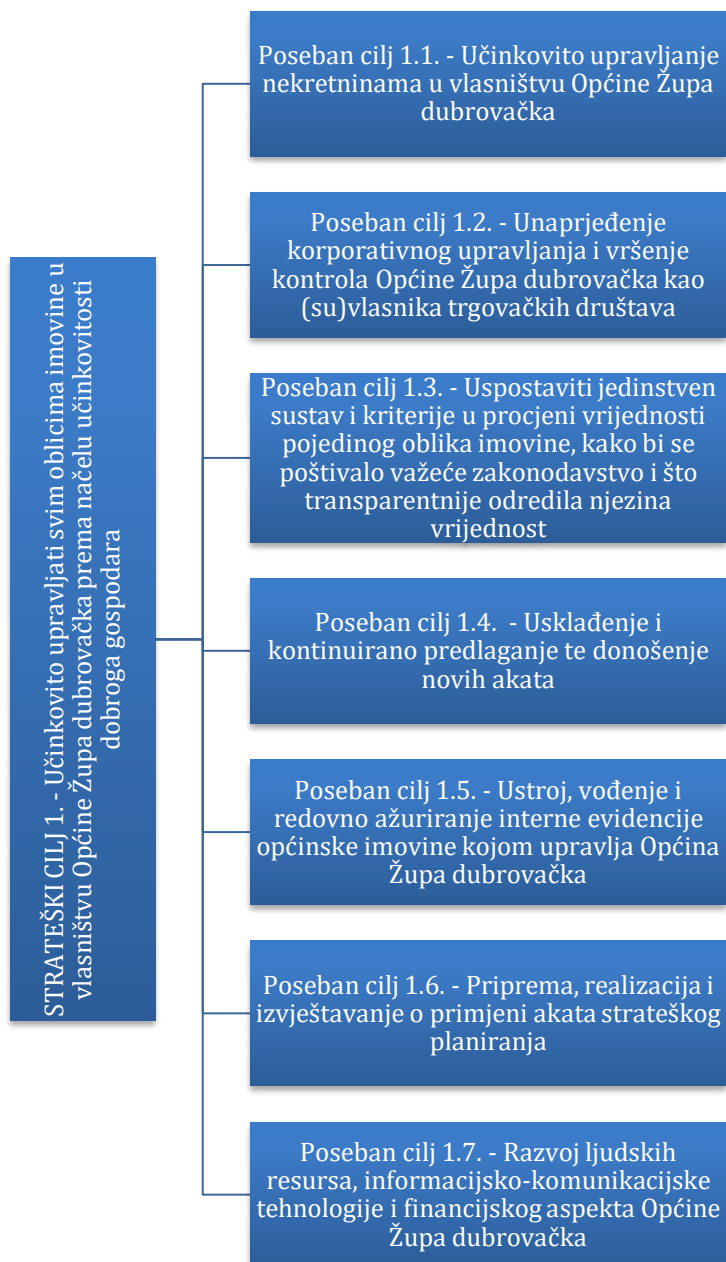 STRATEŠKI CILJ 1. - Učinkovito upravljati svim oblicima imovine u
vlasništvu Općine Župa dubrovačka prema načelu učinkovitosti
dobroga gospodara
Poseban cilj 1.1. - Učinkovito upravljanje
nekretninama u vlasništvu Općine Župa
dubrovačka
Poseban cilj 1.2. - Unaprjeđenje
korporativnog upravljanja i vršenje
kontrola Općine Župa dubrovačka kao
(su)vlasnika trgovačkih društava
Poseban cilj 1.3. - Uspostaviti jedinstven
sustav i kriterije u procjeni vrijednosti
pojedinog oblika imovine, kako bi se
poštivalo važeće zakonodavstvo i što
transparentnije odredila njezina
vrijednost
Poseban cilj 1.4. - Usklađenje i
kontinuirano predlaganje te donošenje
novih akata
Poseban cilj 1.5. - Ustroj, vođenje i
redovno ažuriranje interne evidencije
općinske imovine kojom upravlja Općina
Župa dubrovačka
Poseban cilj 1.6. - Priprema, realizacija i
izvještavanje o primjeni akata strateškog
planiranja
Poseban cilj 1.7. - Razvoj ljudskih
resursa, informacijsko-komunikacijske
tehnologije i financijskog aspekta Općine
Župa dubrovačka